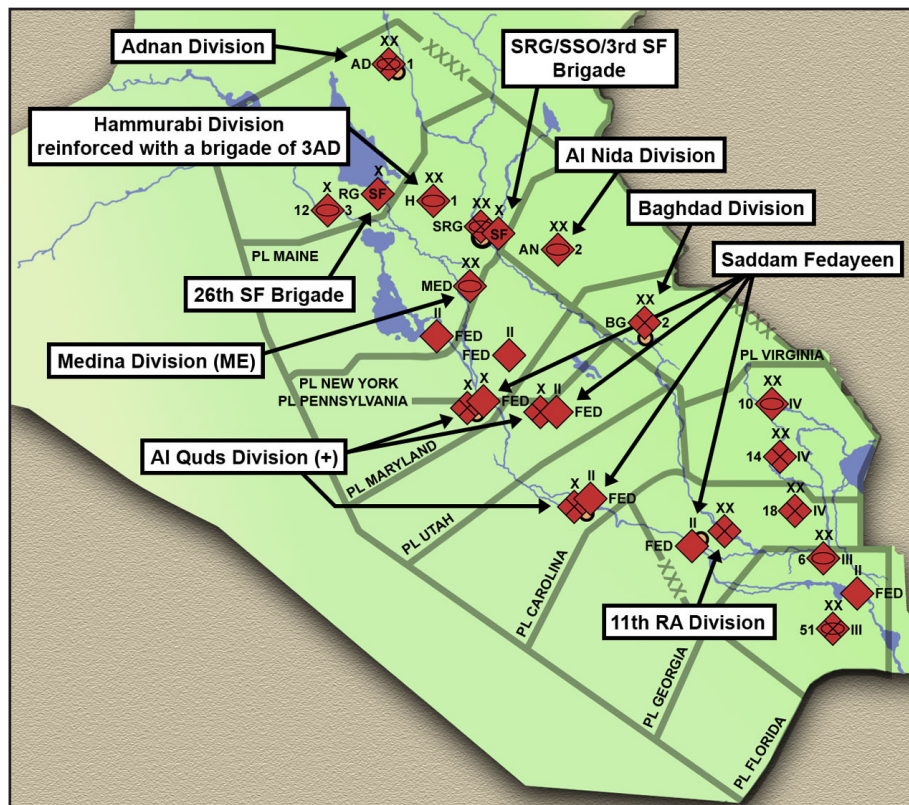 Adnan Division
SRG/SSO/3rd SF
Brigade
XX
AD 1
XXXX
Hammurabi Division
reinforced with a brigade of 3AD
Al Nida Division
X
RG SF
XX
H 1
X
12 3
XX
SRG
X
SF
XX
AN 2
Baghdad Division
PL MAINE
Saddam Fedayeen
26th SF Brigade
XX
MED
XX
BG 2
XXXX
Medina Division (ME)
II
FED
II
FED
PL VIRGINIA
PL NEW YORK
PL PENNSYLVANIA
X
X
FED
X
II
FED
XX
10 IV
Al Quds Division (+)
PL MARYLAND
XX
14 IV
PL UTAH
X
II
FED
XX
18 IV
II
FED
XX
XX
6 III
PL CAROLINA
XXX
II
FED
11th RA Division
XX
51 III
PL GEORGIA
PL FLORIDA